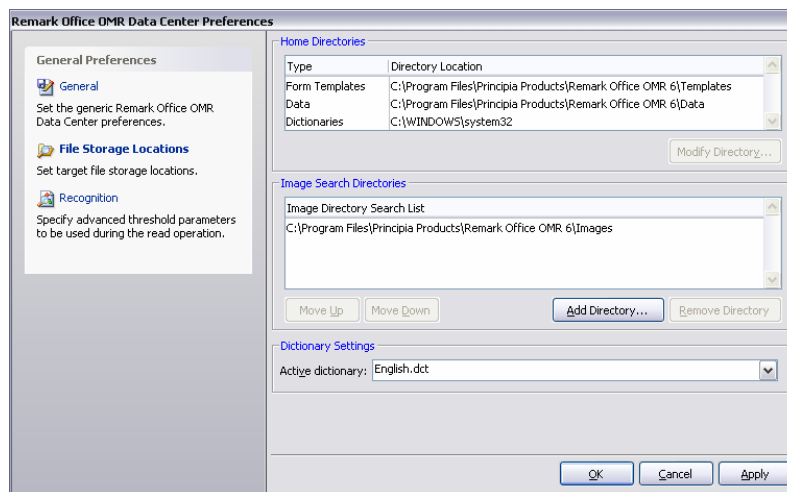 Remark Office OMR Data Center Preferences
General Preferences
General
Set the generic Remark Office OMR
Data Center preferences.
File Storage Locations
Set target file storage locations.
Recognition
Specify advanced threshold parameters
to be used during the read operation.
Home Directories
Type Directory Location
Form Templates C:\Program Files\Principia Products\Remark Office OMR 6\Templates
Data C:\Program Files\Principia Products\Remark Office OMR 6\Data
Dictionaries C:\WINDOWS\system32
Modify Directory...
Image Search Directories
Image Directory Search List
C:\Program Files\Principia Products\Remark Office OMR 6\Images
Move Up Move Down Add Directory... Remove Directory
Dictionary Settings
Active dictionary: English.dct
OK Cancel Apply